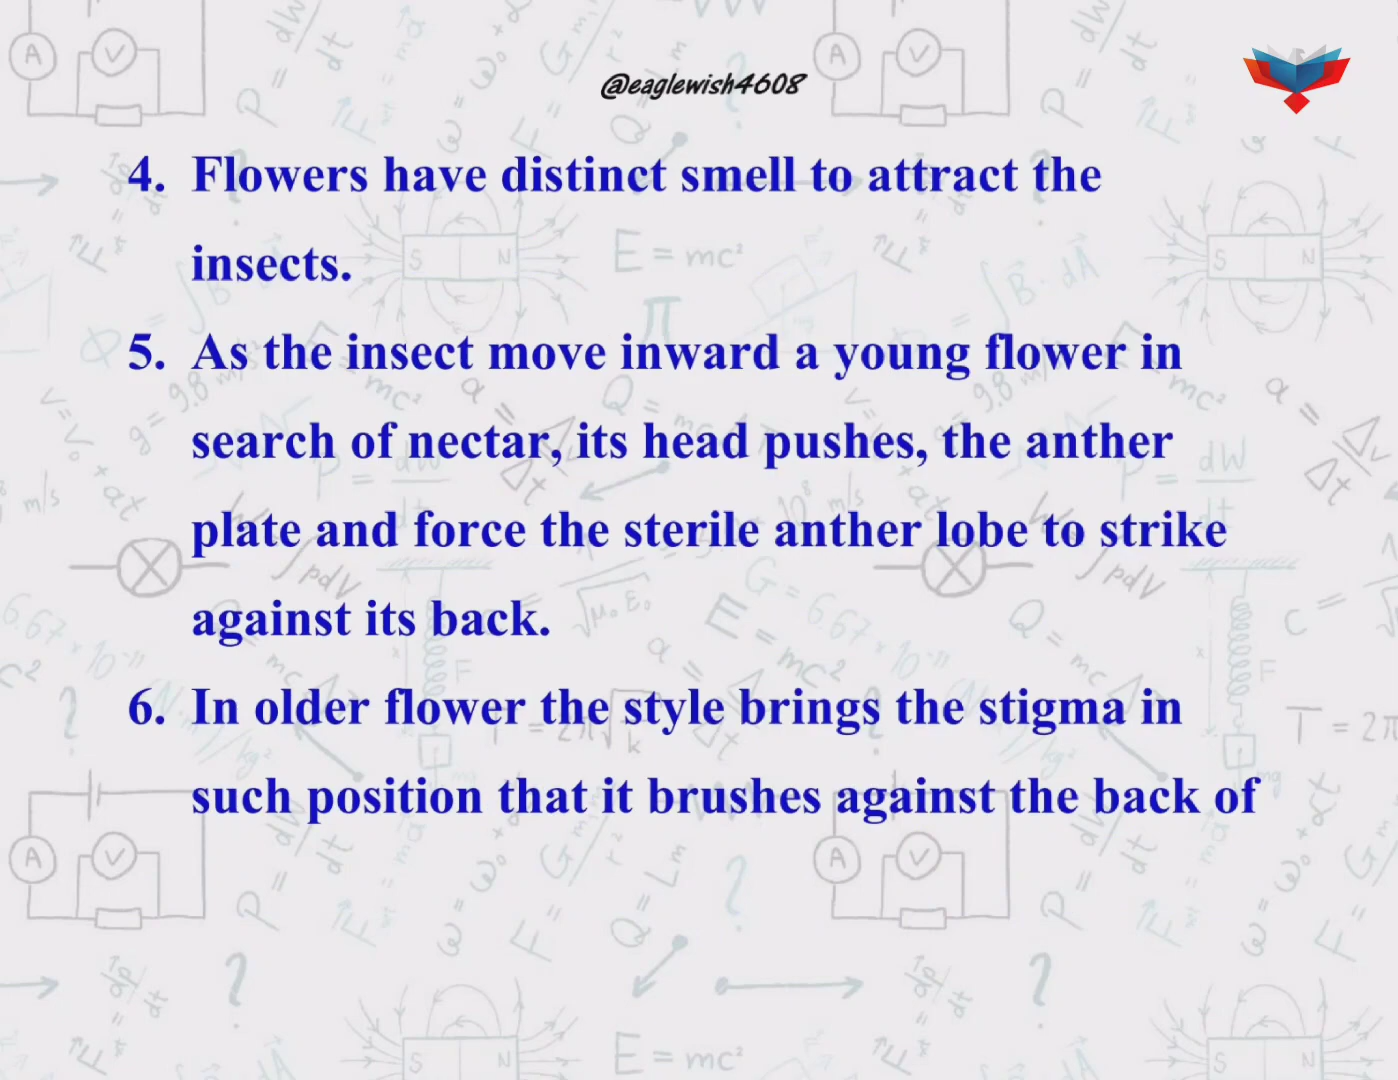 @eaglewish4608
4. Flowers have distinct smell to attract the
insects.
5. As the insect move inward a young flower in
search of nectar, its head pushes, the anther
plate and force the sterile anther lobe to strike
against its back.
6. In older flower the style brings the stigma in
such position that it brushes against the back of